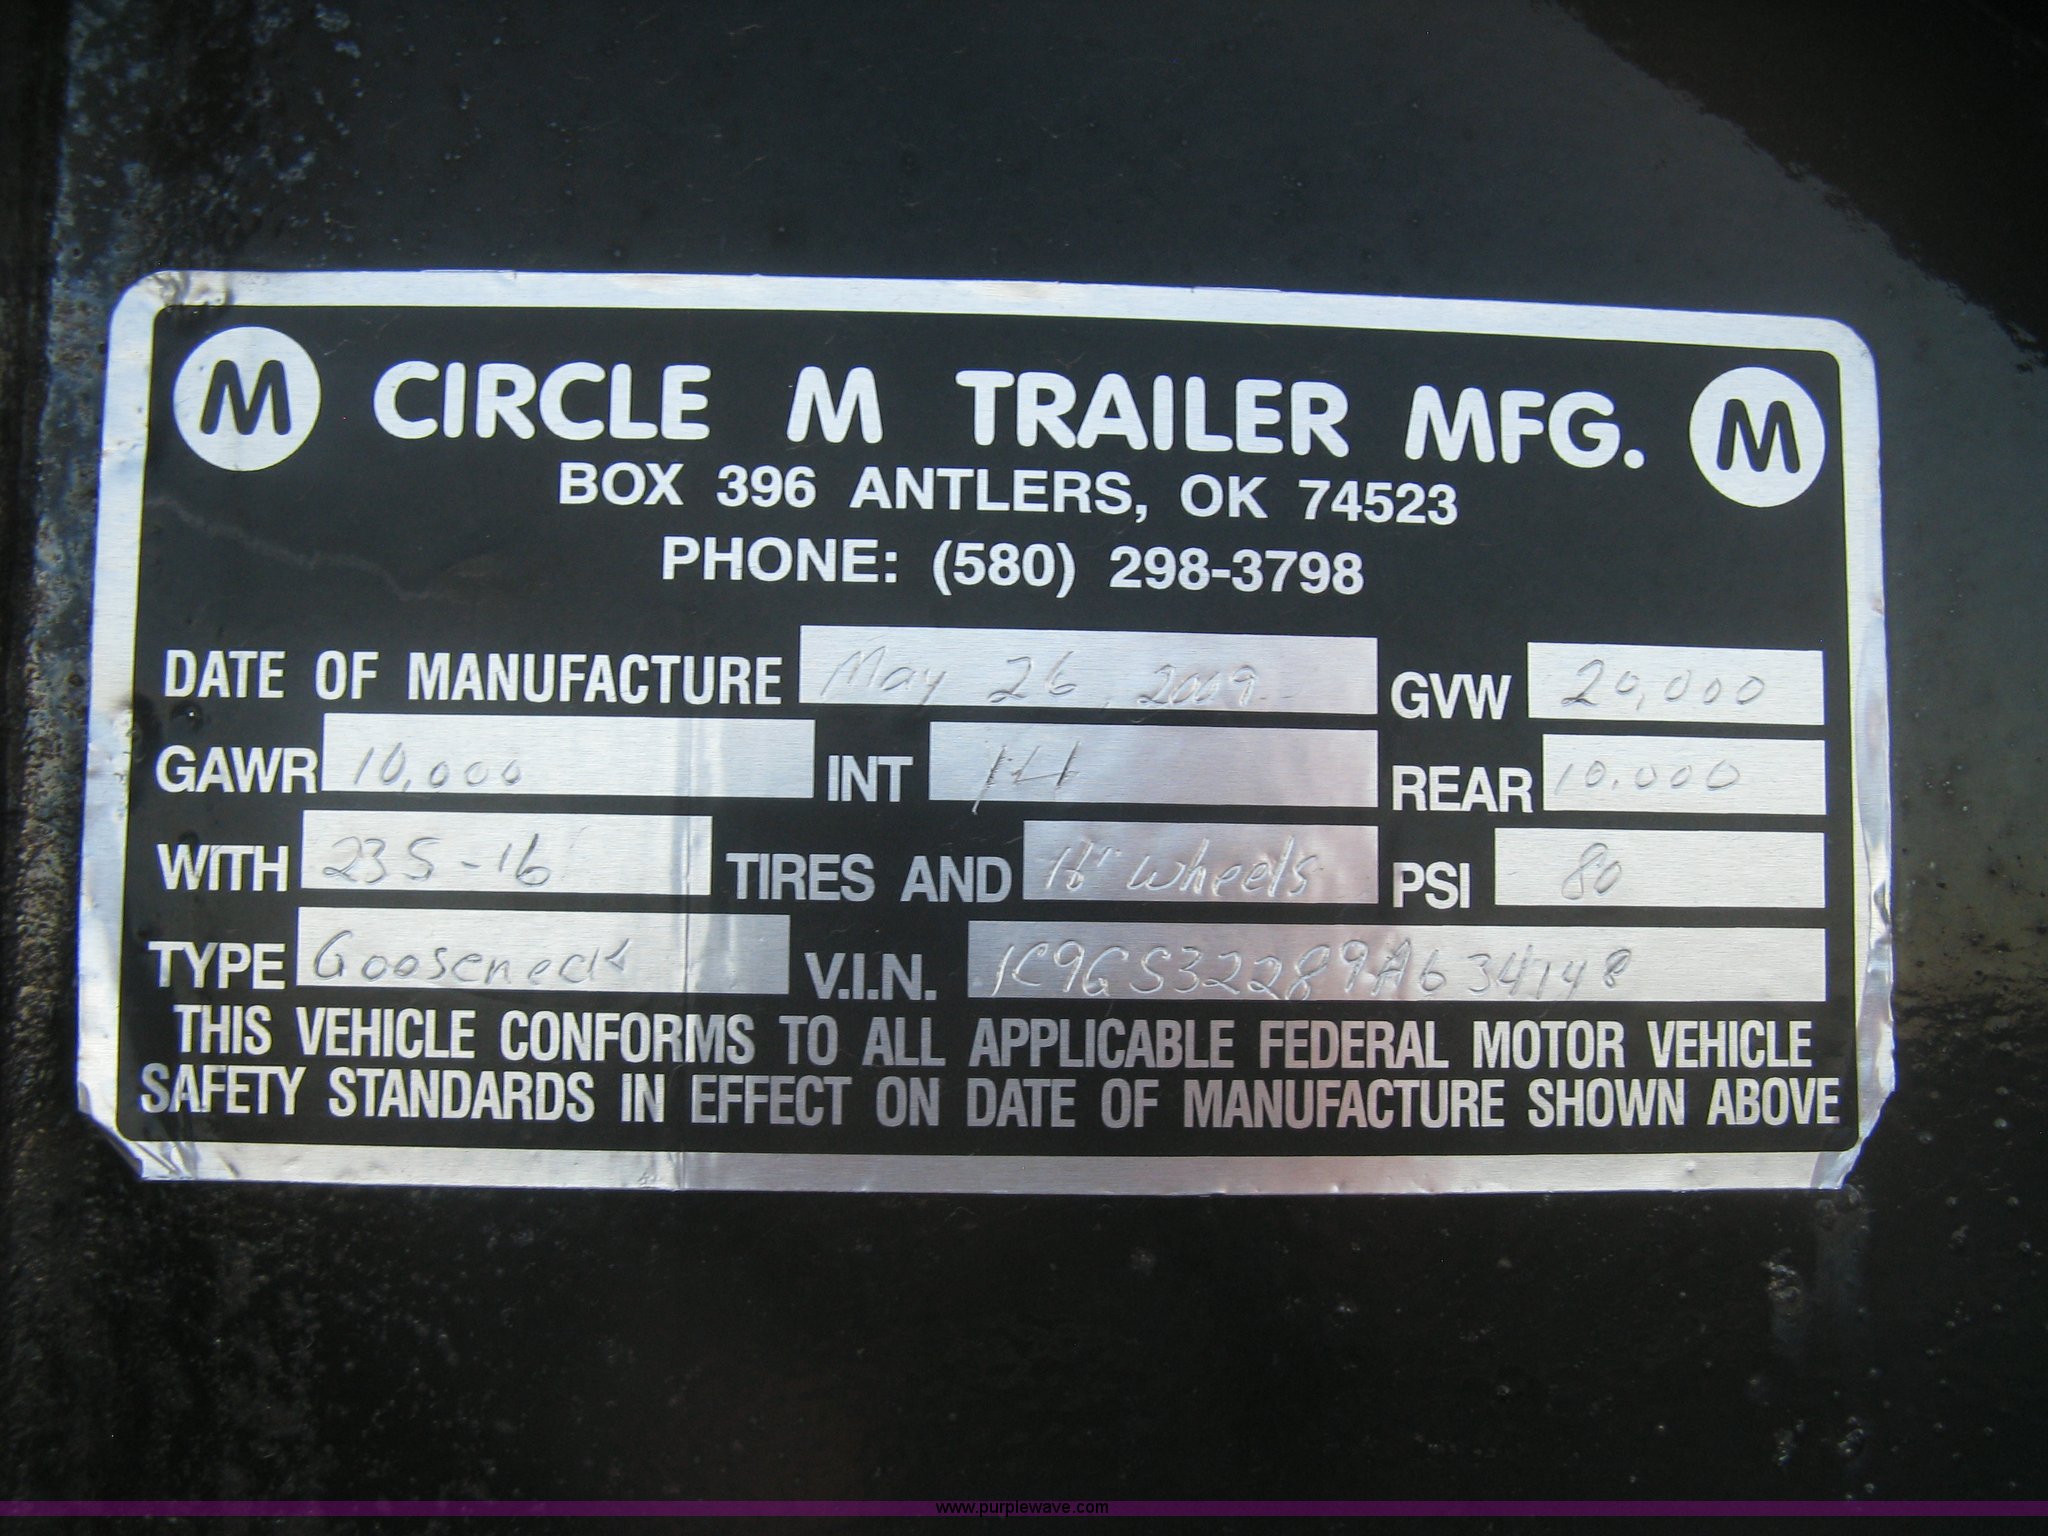 M CIRCLE M TRAILER MFG. M
BOX 396 ANTLERS, OK 74523
PHONE: (580) 298-3798
DATE OF MANUFACTURE May 26, 2009 GVW 20,000
GAWR 10,000 INT REAR 10.000
WITH 235-16 TIRES AND 16" Wheels PSI 80
TYPE Gooseneck V.I.N. 1C9GS32289A634148
THIS VEHICLE CONFORMS TO ALL APPLICABLE FEDERAL MOTOR VEHICLE
SAFETY STANDARDS IN EFFECT ON DATE OF MANUFACTURE SHOWN ABOVE
www.purplewave.com